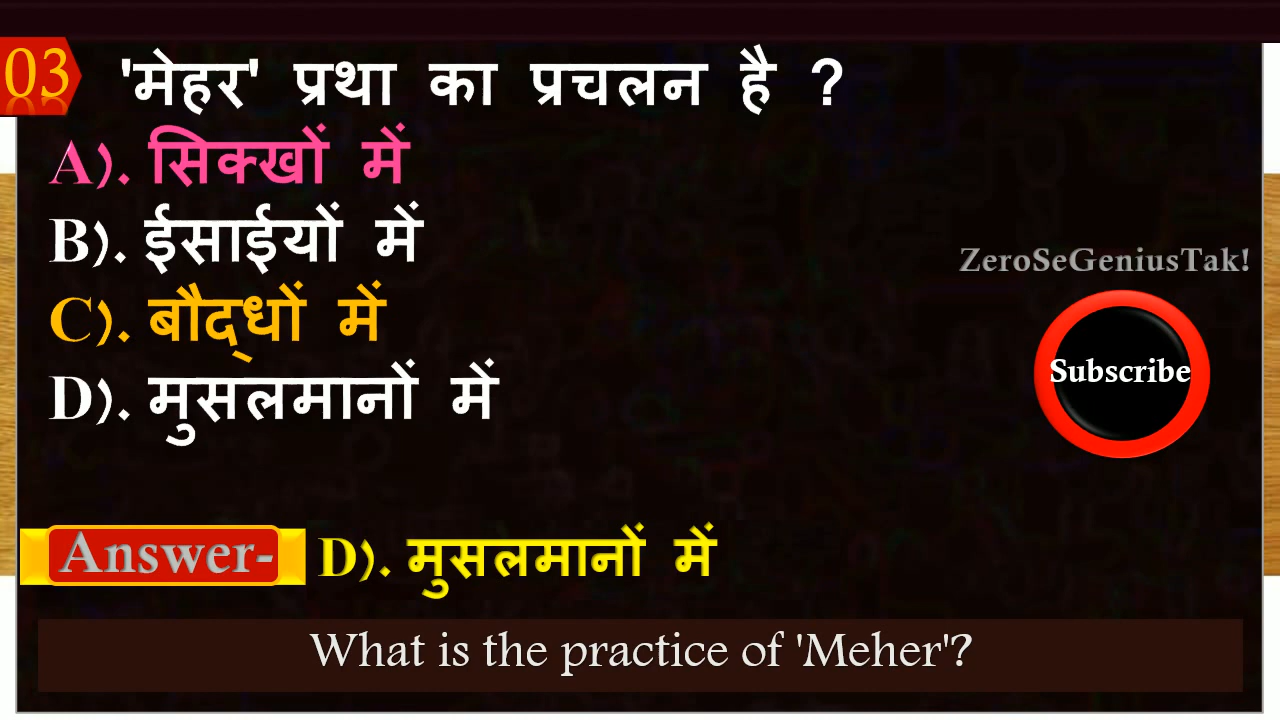 03 'मेहर' प्रथा का प्रचलन है ?
A). सिक्खों में
B). ईसाईयों में
C). बौद्‌धों में
D). मुसलमानों में
ZeroSeGeniusTak!
Subscribe
Answer- D). मुसलमानों में
What is the practice of 'Meher'?